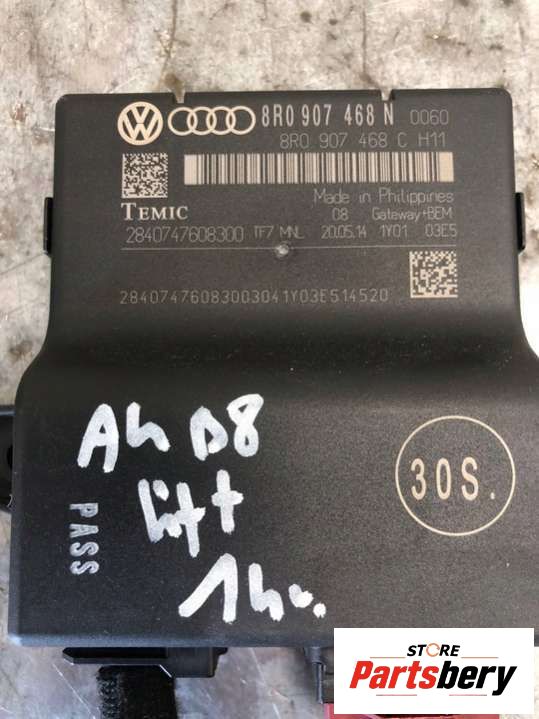 8R0 907 468 N 0060
8R0 907 468 C H11
Made in Philippines
TEMIC 08 Gateway+BEM
2840747608300 TF7 MNL 20.05.14 1Y01 03E5
28407476083003041Y03E514520
A4 B8
lift
14r.
30S.
PASS
STORE
Partsbery